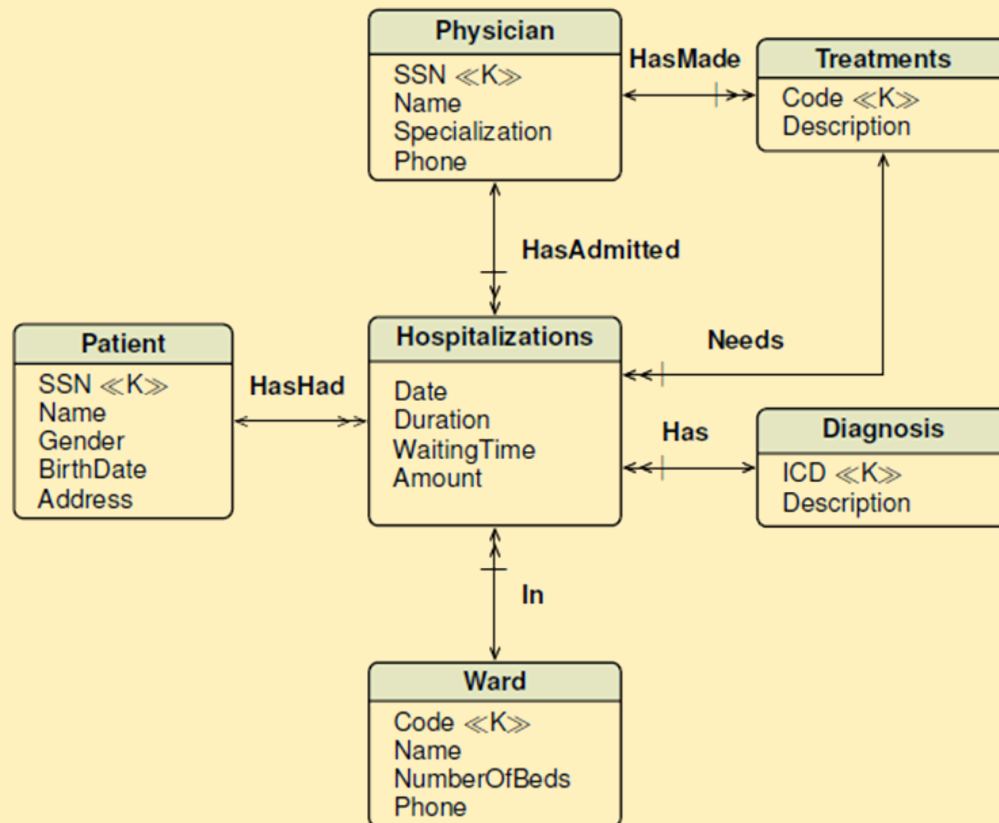 Physician
SSN ≪K≫
Name
Specialization
Phone
HasMade
Treatments
Code ≪K≫
Description
HasAdmitted
Patient
SSN ≪K≫
Name
Gender
BirthDate
Address
HasHad
Hospitalizations
Date
Duration
WaitingTime
Amount
Needs
Has
Diagnosis
ICD ≪K≫
Description
In
Ward
Code ≪K≫
Name
NumberOfBeds
Phone